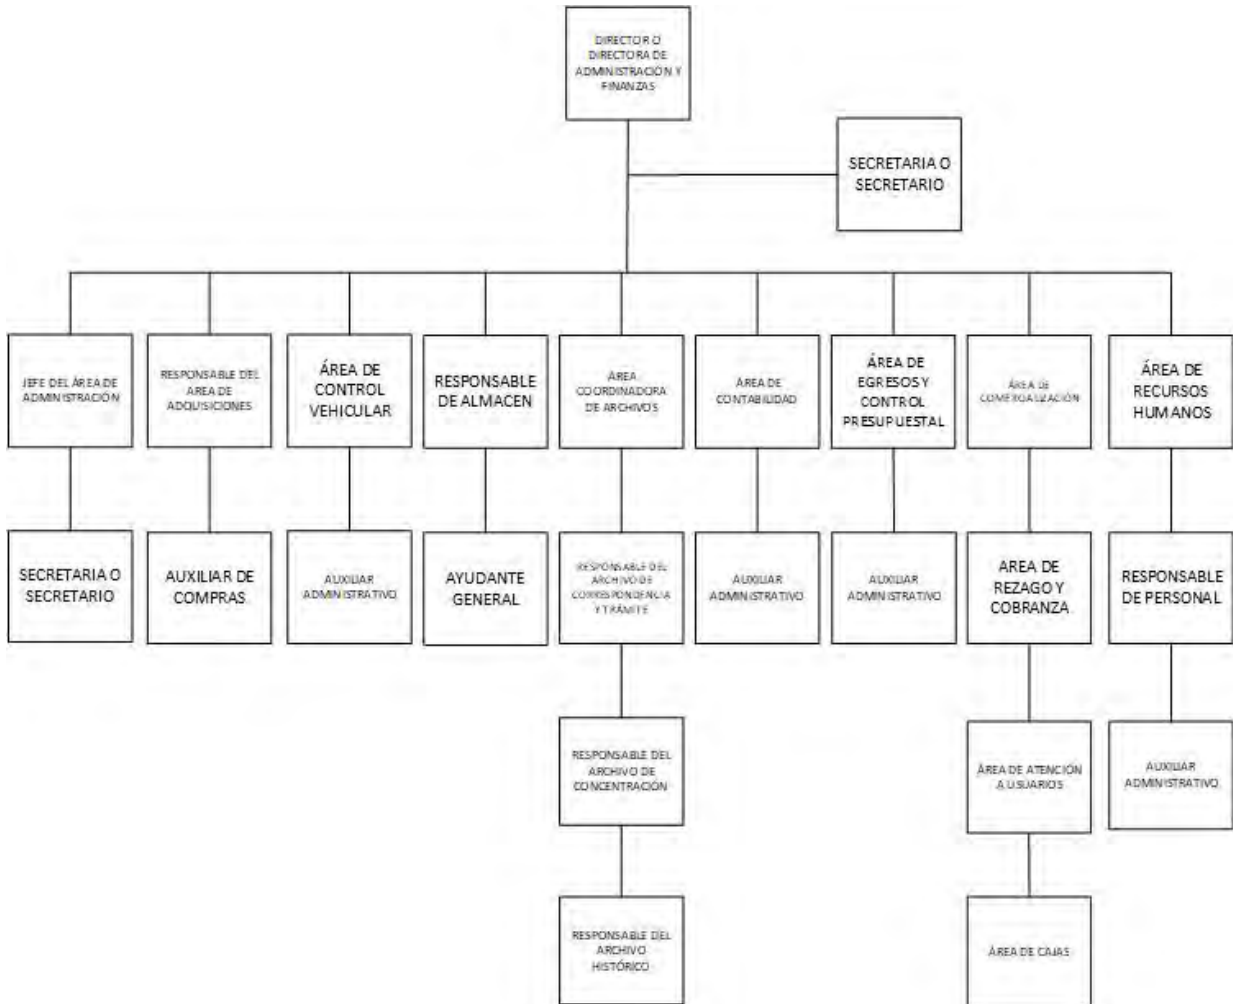 DIRECTOR O
DIRECTORA DE
ADMINISTRACIÓN Y
FINANZAS
SECRETARIA O
SECRETARIO
JEFE DEL ÁREA DE
ADMINISTRACIÓN
RESPONSABLE DEL
AREA DE
ADQUISICIONES
ÁREA DE
CONTROL
VEHICULAR
RESPONSABLE
DE ALMACEN
ÁREA
COORDINADORA
DE ARCHIVOS
ÁREA DE
CONTABILIDAD
ÁREA DE
EGRESOS Y
CONTROL
PRESUPUESTAL
ÁREA DE
COMERCIALIZACIÓN
ÁREA DE
RECURSOS
HUMANOS
SECRETARIA O
SECRETARIO
AUXILIAR DE
COMPRAS
AUXILIAR
ADMINISTRATIVO
AYUDANTE
GENERAL
RESPONSABLE DEL
ARCHIVO DE
CORRESPONDENCIA
Y TRÁMITE
AUXILIAR
ADMINISTRATIVO
AUXILIAR
ADMINISTRATIVO
AREA DE
REZAGO Y
COBRANZA
RESPONSABLE
DE PERSONAL
RESPONSABLE DEL
ARCHIVO DE
CONCENTRACIÓN
ÁREA DE ATENCIÓN
A USUARIOS
AUXILIAR
ADMINISTRATIVO
RESPONSABLE DEL
ARCHIVO
HISTÓRICO
ÁREA DE CAJAS